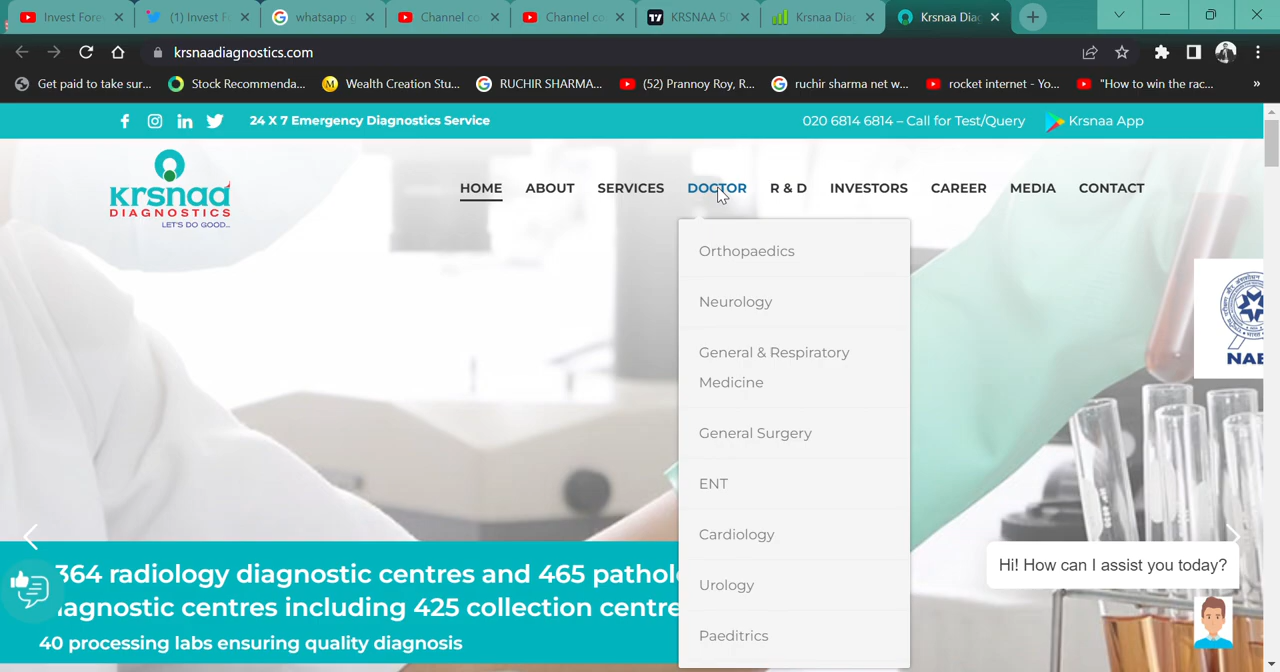 Invest Fore
(1) Invest F
whatsapp g
Channel co
Channel co
KRSNAA 50
Krsnaa Dia
Krsnaa Dia
krsnaadiagnostics.com
Get paid to take sur...
Stock Recommenda...
Wealth Creation Stu...
RUCHIR SHARMA...
(52) Prannoy Roy, R...
ruchir sharma net w...
rocket internet - Yo...
"How to win the rac...
»
24 X 7 Emergency Diagnostics Service
020 6814 6814 – Call for Test/Query
Krsnaa App
krsnaa
DIAGNOSTICS
LET'S DO GOOD...
HOME
ABOUT
SERVICES
DOCTOR
R & D
INVESTORS
CAREER
MEDIA
CONTACT
Orthopaedics
Neurology
General & Respiratory
Medicine
General Surgery
ENT
Cardiology
Urology
Paeditrics
NAB
364 radiology diagnostic centres and 465 pathol
iagnostic centres including 425 collection centre
40 processing labs ensuring quality diagnosis
Hi! How can I assist you today?